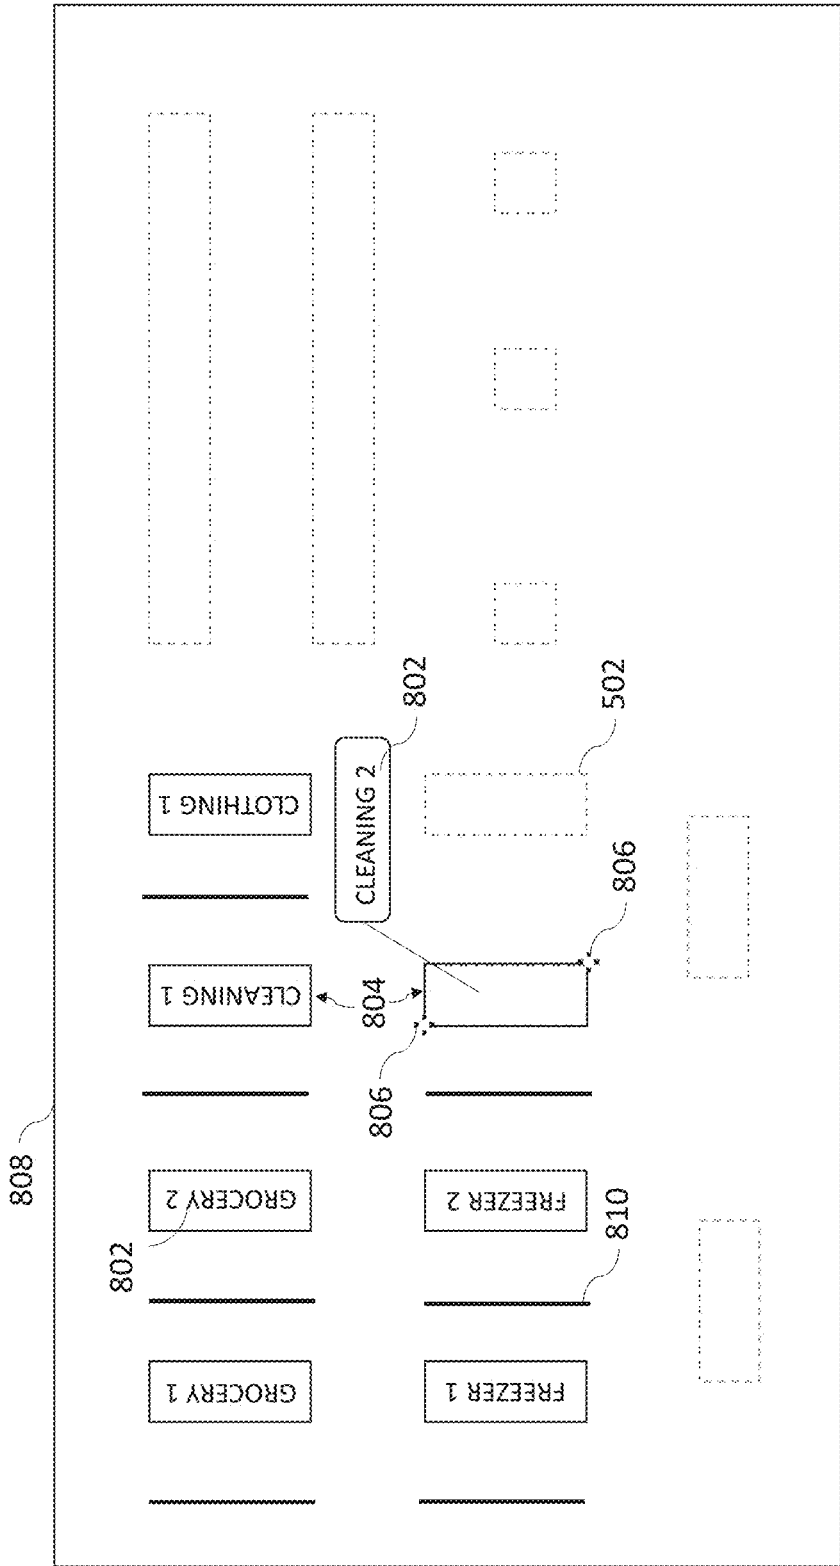 808
802
GROCERY 1
GROCERY 2
CLEANING 1
CLOTHING 1
804
CLEANING 2
806
802
FREEZER 1
FREEZER 2
810
806
502